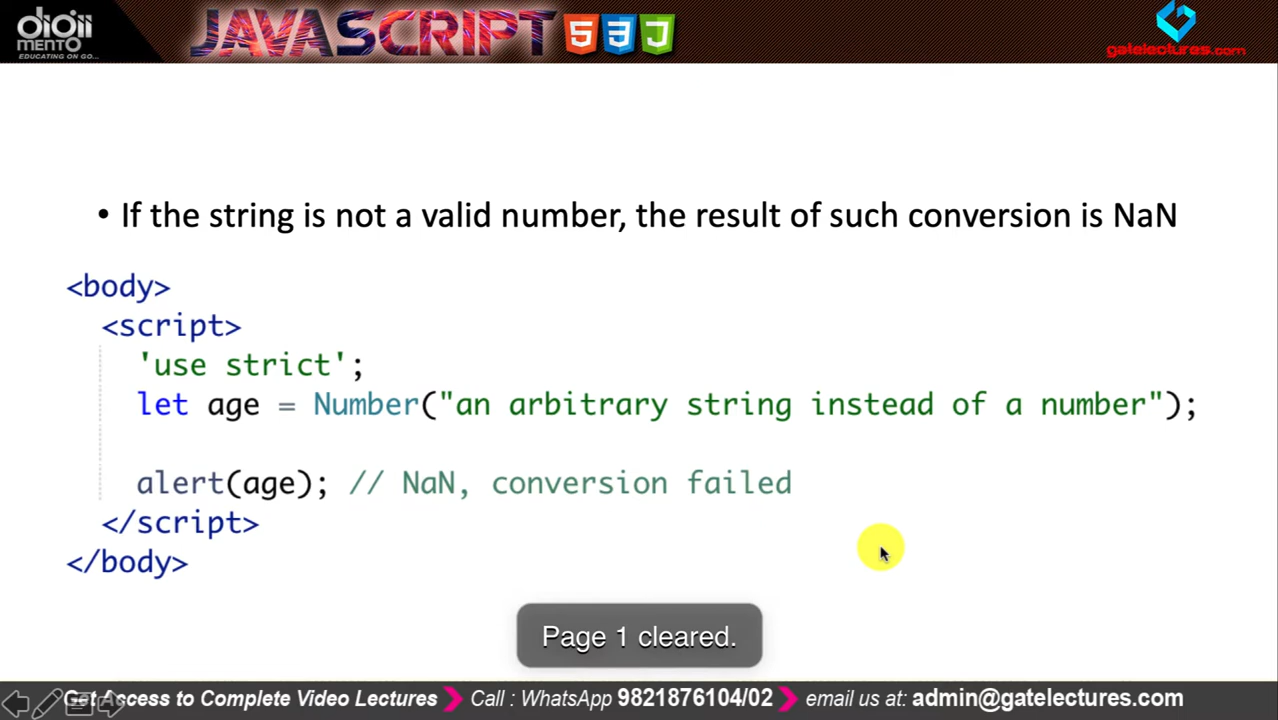 DIGII
MENTO
EDUCATING ON GO...
JAVASCRIPT
gatelectures.com
• If the string is not a valid number, the result of such conversion is NaN
<body>
<script>
'use strict';
let age = Number("an arbitrary string instead of a number");
alert(age); // NaN, conversion failed
</script>
</body>
Page 1 cleared.
Get Access to Complete Video Lectures Call : WhatsApp 9821876104/02 email us at: admin@gatelectures.com